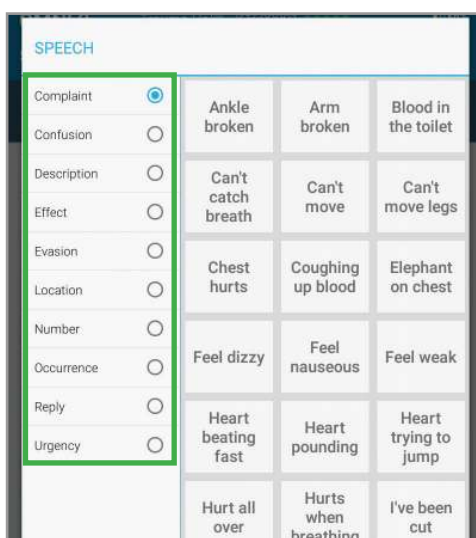 SPEECH
Complaint
Confusion
Description
Effect
Evasion
Location
Number
Occurrence
Reply
Urgency
Ankle
broken
Arm
broken
Blood in
the toilet
Can't
catch
breath
Can't
move
Can't
move legs
Chest
hurts
Coughing
up blood
Elephant
on chest
Feel dizzy
Feel
nauseous
Feel weak
Heart
beating
fast
Heart
pounding
Heart
trying to
jump
Hurt all
over
Hurts
when
breathing
I've been
cut